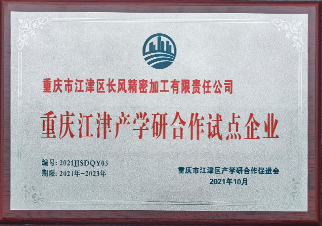 重庆市江津区长风精密加工有限责任公司
重庆江津产学研合作试点企业
编号: 2021JJSDQY05
期限: 2021年-2023年
重庆市江津区产学研合作促进会
2021年10月